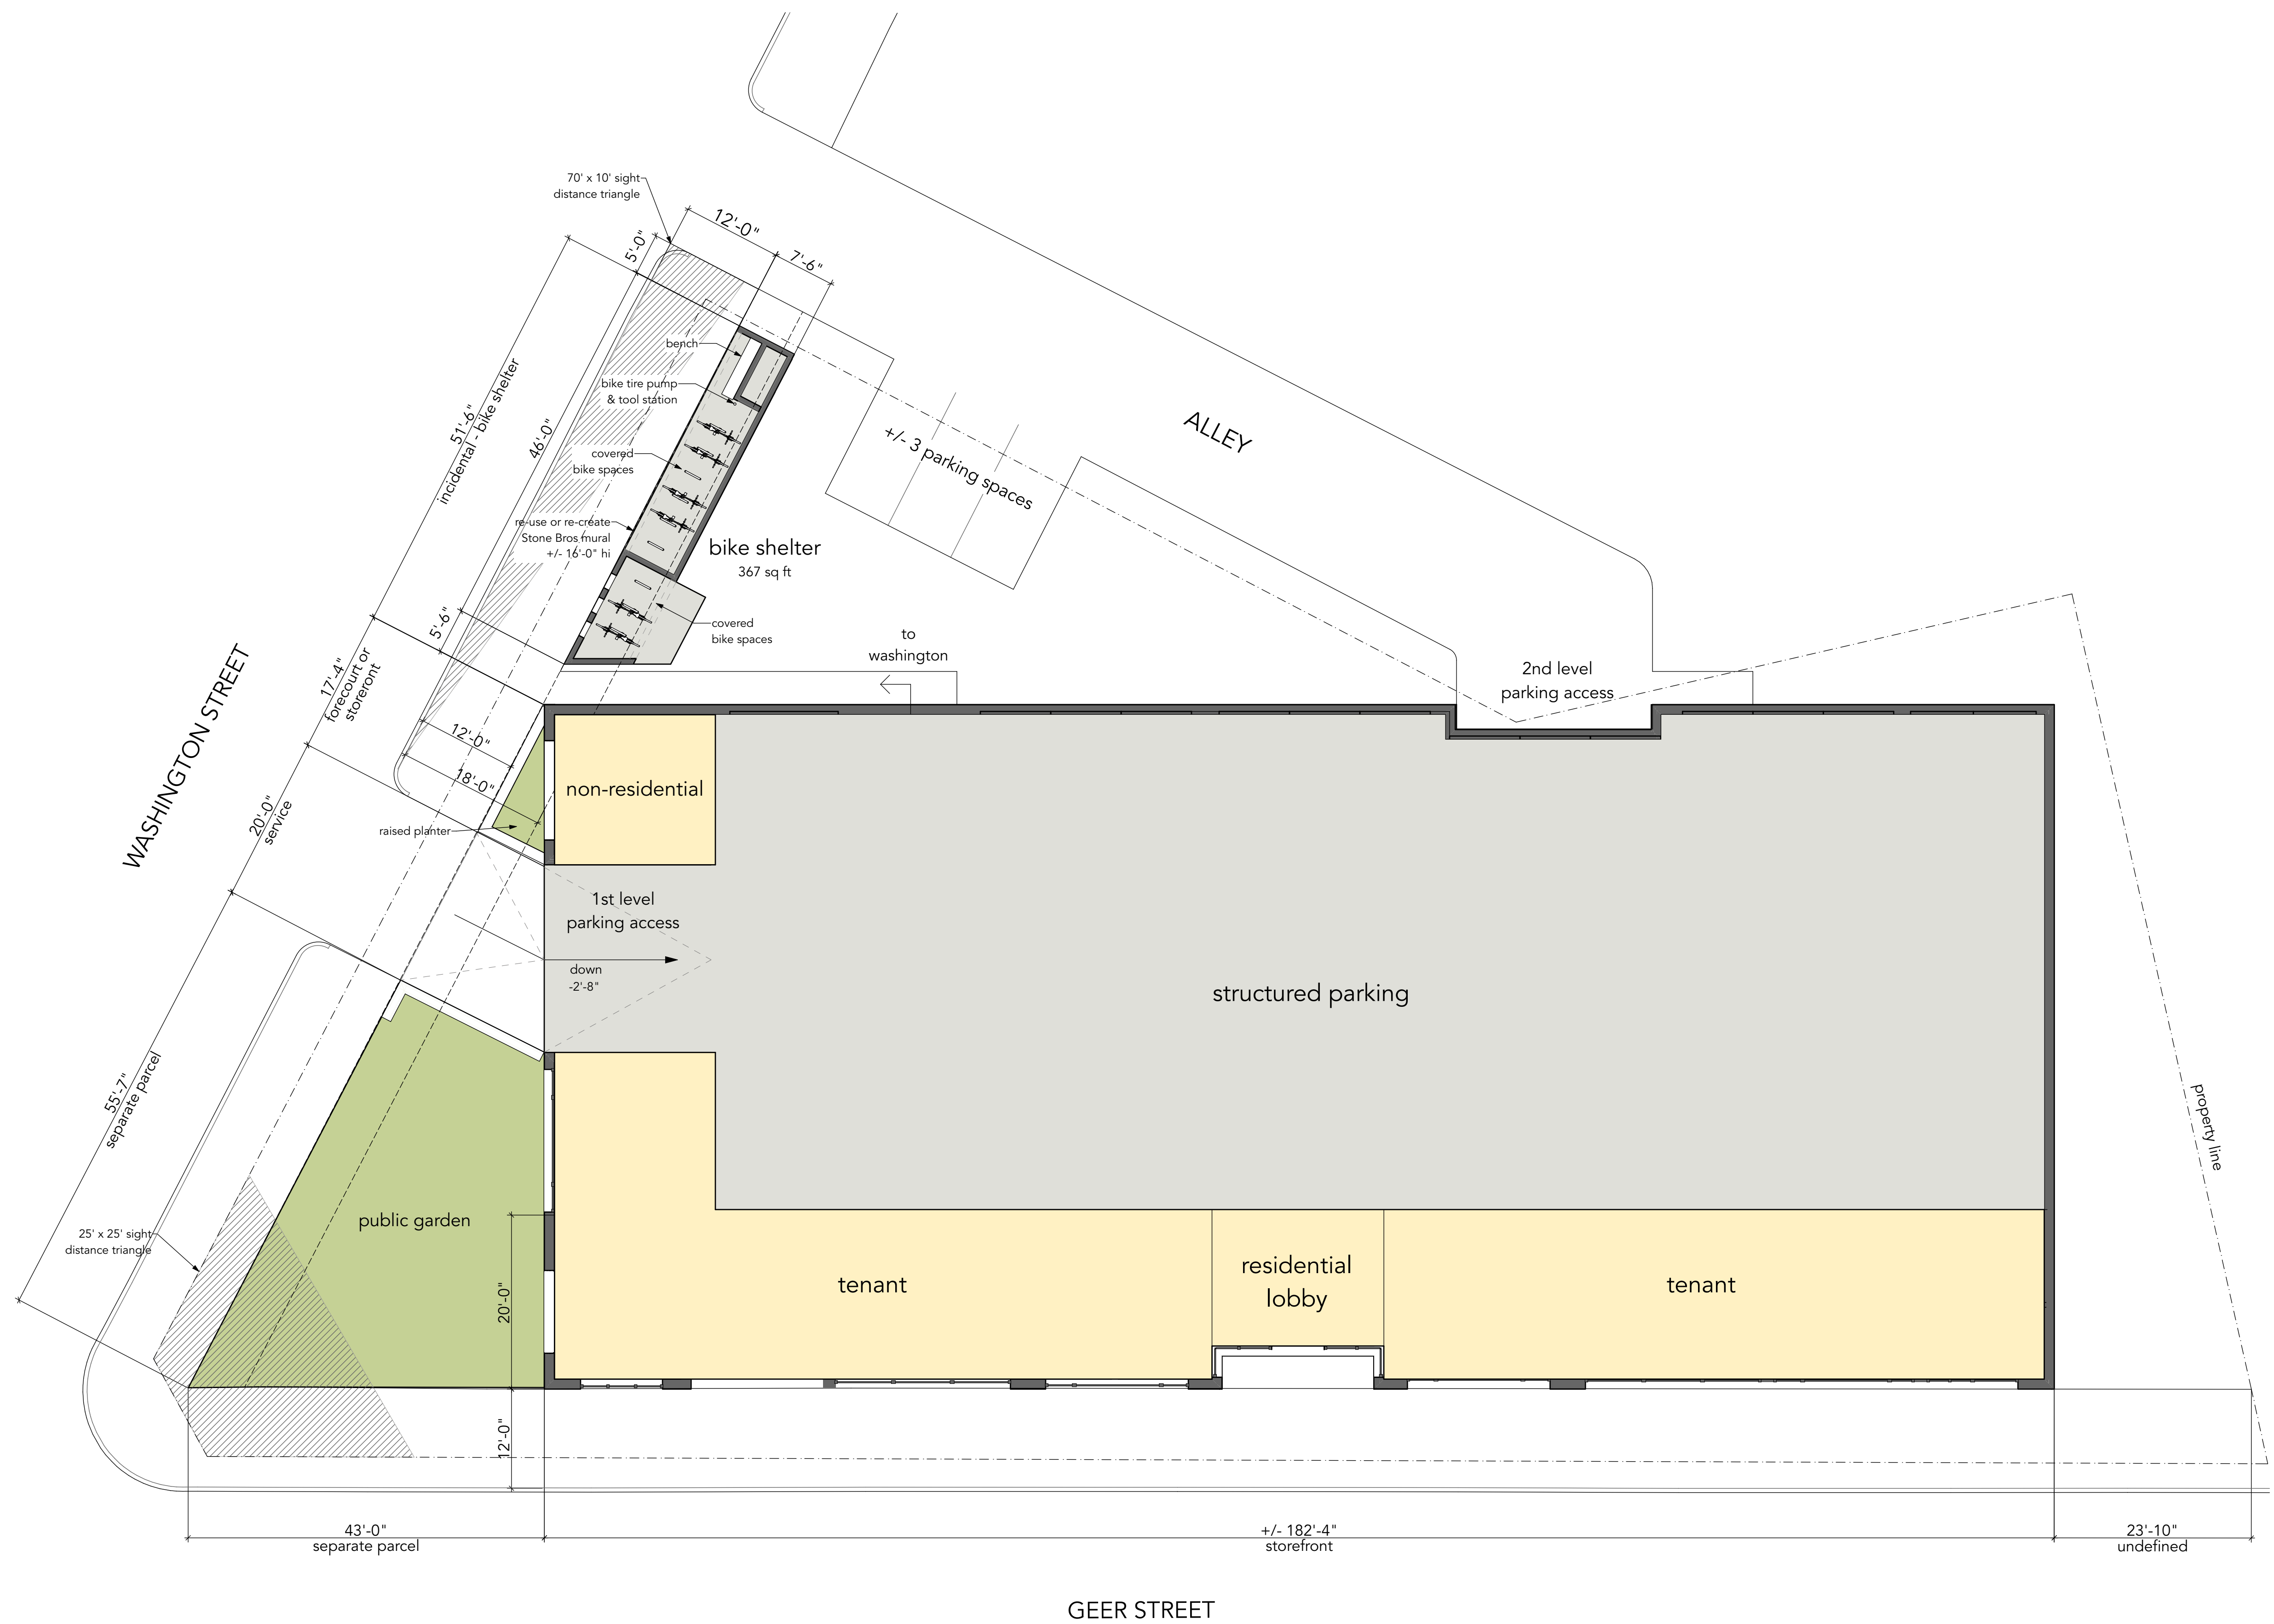 70' x 10' sight
distance triangle
12'-0"
5'-0"
7'-6"
bench
bike tire pump
& tool station
51'-6"
incidental - bike shelter
46'-0"
covered
bike spaces
re-use or re-create
Stone Bros mural
+/- 16'-0" hi
bike shelter
367 sq ft
+/- 3 parking spaces
ALLEY
5'-6"
covered
bike spaces
to
washington
2nd level
parking access
17'-4"
forecourt or
storefront
12'-0"
18'-0"
WASHINGTON STREET
non-residential
20'-0"
service
raised planter
1st level
parking access
down
-2'-8"
structured parking
55'-7"
separate parcel
property line
public garden
25' x 25' sight
distance triangle
20'-0"
tenant
residential
lobby
tenant
12'-0"
43'-0"
separate parcel
+/- 182'-4"
storefront
23'-10"
undefined
GEER STREET